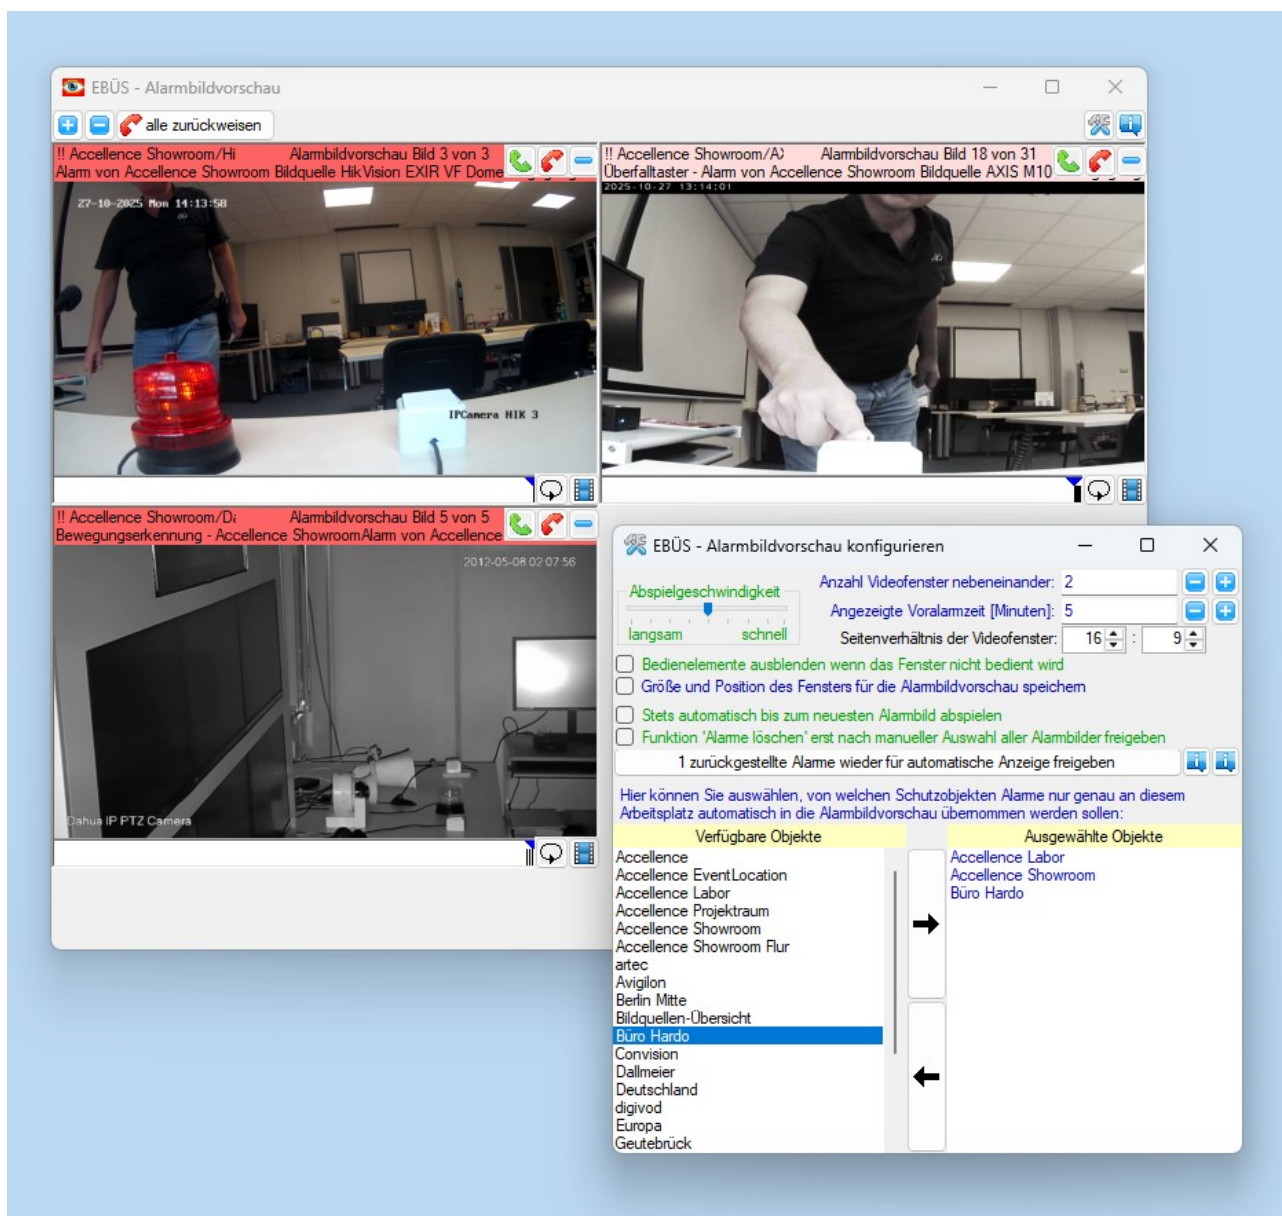 EBÜS - Alarmbildvorschau
alle zurückweisen
!! Accellence Showroom/Hi Alarmbildvorschau Bild 3 von 3
Alarm von Accellence Showroom Bildquelle HikVision EXIR VF Dome
27-10-2025 Mon 14:13:58
IPCamera HIK 3
!! Accellence Showroom/AX Alarmbildvorschau Bild 18 von 31
Überfalltaster - Alarm von Accellence Showroom Bildquelle AXIS M10
2025-10-27 13:14:01
!! Accellence Showroom/Da Alarmbildvorschau Bild 5 von 5
Bewegungserkennung - Accellence ShowroomAlarm von Accellence
2012-05-08 02:07:56
Dahua IP PTZ Camera
EBÜS - Alarmbildvorschau konfigurieren
Abspielgeschwindigkeit
langsam schnell
Anzahl Videofenster nebeneinander: 2
Angezeigte Voralarmzeit [Minuten]: 5
Seitenverhältnis der Videofenster: 16 : 9
Bedienelemente ausblenden wenn das Fenster nicht bedient wird
Größe und Position des Fensters für die Alarmbildvorschau speichern
Stets automatisch bis zum neuesten Alarmbild abspielen
Funktion 'Alarme löschen' erst nach manueller Auswahl aller Alarmbilder freigeben
1 zurückgestellte Alarme wieder für automatische Anzeige freigeben
Hier können Sie auswählen, von welchen Schutzobjekten Alarme nur genau an diesem
Arbeitsplatz automatisch in die Alarmbildvorschau übernommen werden sollen:
Verfügbare Objekte
Accellence
Accellence EventLocation
Accellence Labor
Accellence Projektraum
Accellence Showroom
Accellence Showroom Flur
artec
Avigilon
Berlin Mitte
Bildquellen-Übersicht
Büro Hardo
Convision
Dallmeier
Deutschland
digivod
Europa
Geutebrück
Ausgewählte Objekte
Accellence Labor
Accellence Showroom
Büro Hardo